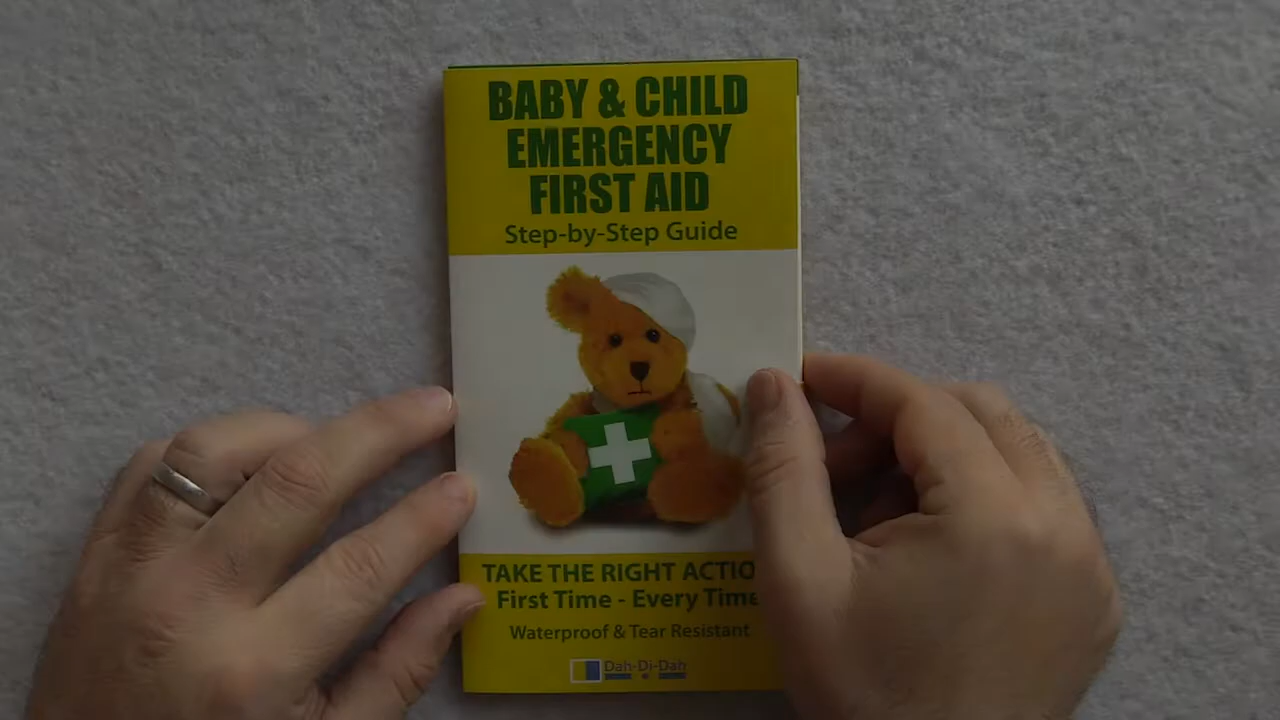 BABY & CHILD
EMERGENCY
FIRST AID
Step-by-Step Guide
TAKE THE RIGHT ACTIO
First Time - Every Time
Waterproof & Tear Resistant
Dah-Di-Dah